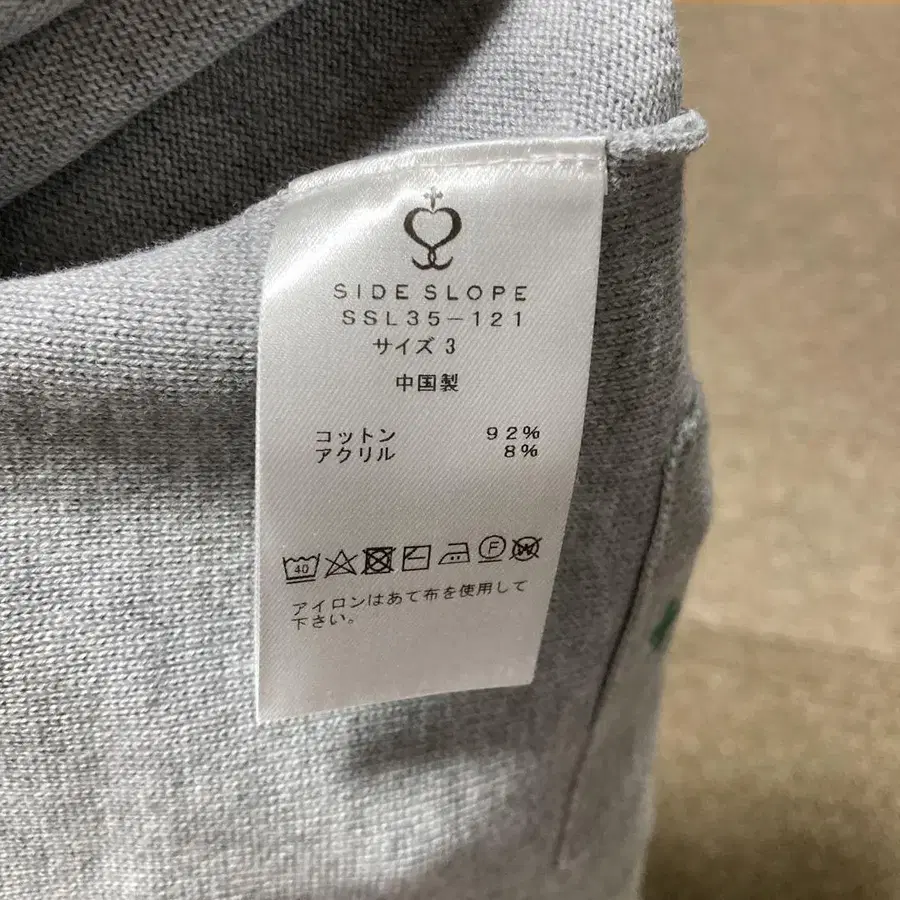 SIDE SLOPE
SSL35-121
サイズ 3
中国製
コットン 92%
アクリル 8%
40 F W
アイロンはあて布を使用して
下さい。